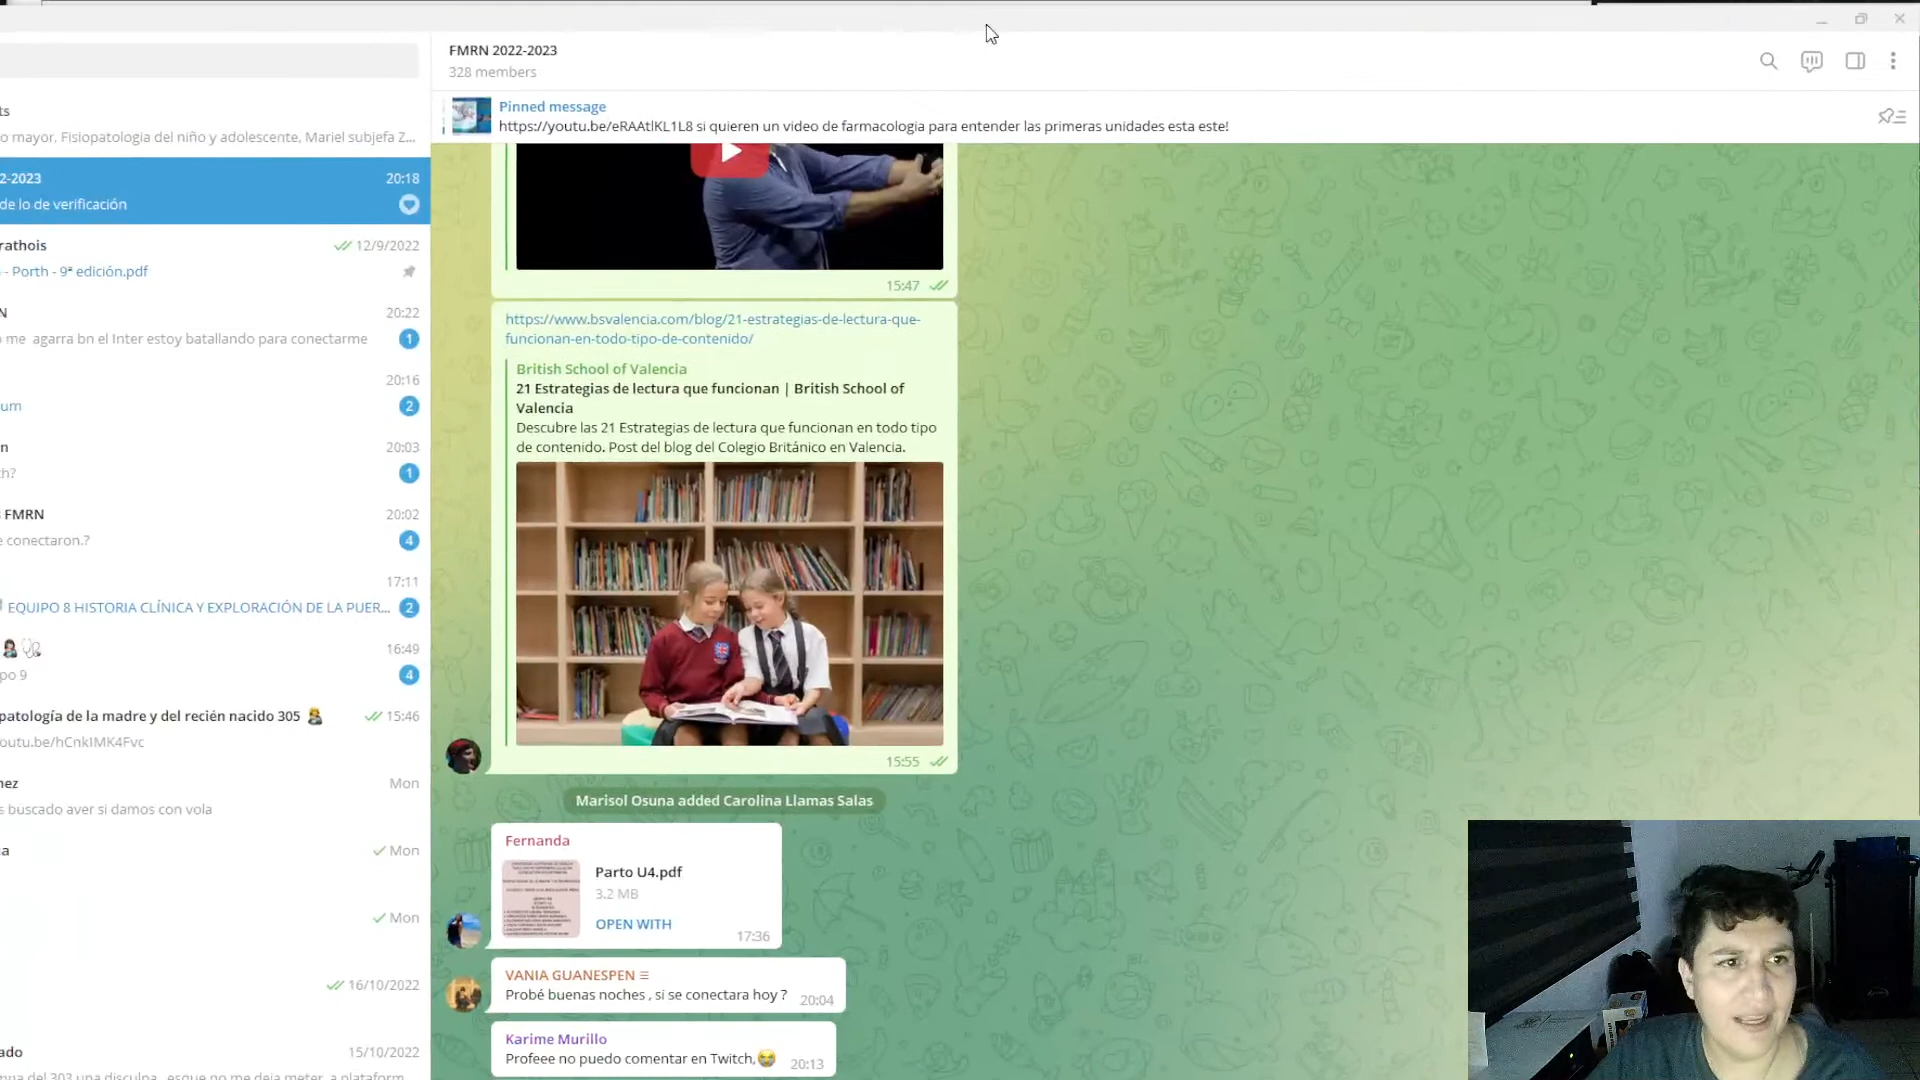 FMRN 2022-2023
328 members
Pinned message
https://youtu.be/eRAAtlKL1L8 si quieren un video de farmacologia para entender las primeras unidades esta este!
ts
o mayor, Fisiopatologia del niño y adolescente, Mariel subjefa Z...
2-2023
20:18
de lo de verificación
rathois
12/9/2022
- Porth - 9ª edición.pdf
N
20:22
o me agarra bn el Inter estoy batallando para conectarme
1
20:16
um
2
n
20:03
th?
1
FMRN
20:02
e conectaron.?
4
17:11
EQUIPO 8 HISTORIA CLÍNICA Y EXPLORACIÓN DE LA PUER...
2
16:49
po 9
4
patología de la madre y del recién nacido 305
15:46
outu.be/hCnkIMK4Fvc
nez
Mon
s buscado aver si damos con vola
a
Mon
Mon
16/10/2022
ado
15/10/2022
15:47
https://www.bsvalencia.com/blog/21-estrategias-de-lectura-que-
funcionan-en-todo-tipo-de-contenido/
British School of Valencia
21 Estrategias de lectura que funcionan | British School of
Valencia
Descubre las 21 Estrategias de lectura que funcionan en todo tipo
de contenido. Post del blog del Colegio Británico en Valencia.
15:55
Marisol Osuna added Carolina Llamas Salas
Fernanda
Parto U4.pdf
3.2 MB
OPEN WITH
17:36
VANIA GUANESPEN
Probé buenas noches , si se conectara hoy ?
20:04
Karime Murillo
Profeee no puedo comentar en Twitch,😭
20:13